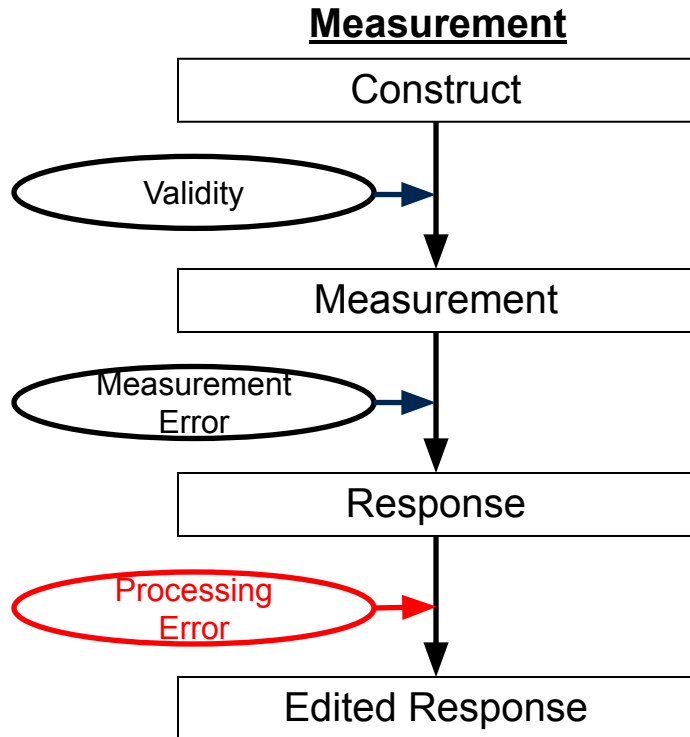 Measurement
Construct
Validity
Measurement
Measurement
Error
Response
Processing
Error
Edited Response